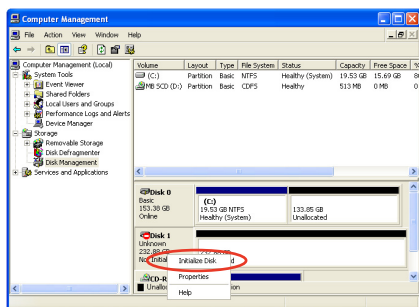 Computer Management
File Action View Window Help
Computer Management (Local)
System Tools
Event Viewer
Shared Folders
Local Users and Groups
Performance Logs and Alerts
Device Manager
Storage
Removable Storage
Disk Defragmenter
Disk Management
Services and Applications
Volume Layout Type File System Status Capacity Free Space
(C:) Partition Basic NTFS Healthy (System) 19.53 GB 15.69 GB
MB SCD (D:) Partition Basic CDFS Healthy 513 MB 0 MB
Disk 0
Basic
153.38 GB
Online
(C:)
19.53 GB NTFS
Healthy (System)
133.85 GB
Unallocated
Disk 1
Unknown
232.88 GB
Initialize Disk
Properties
Help